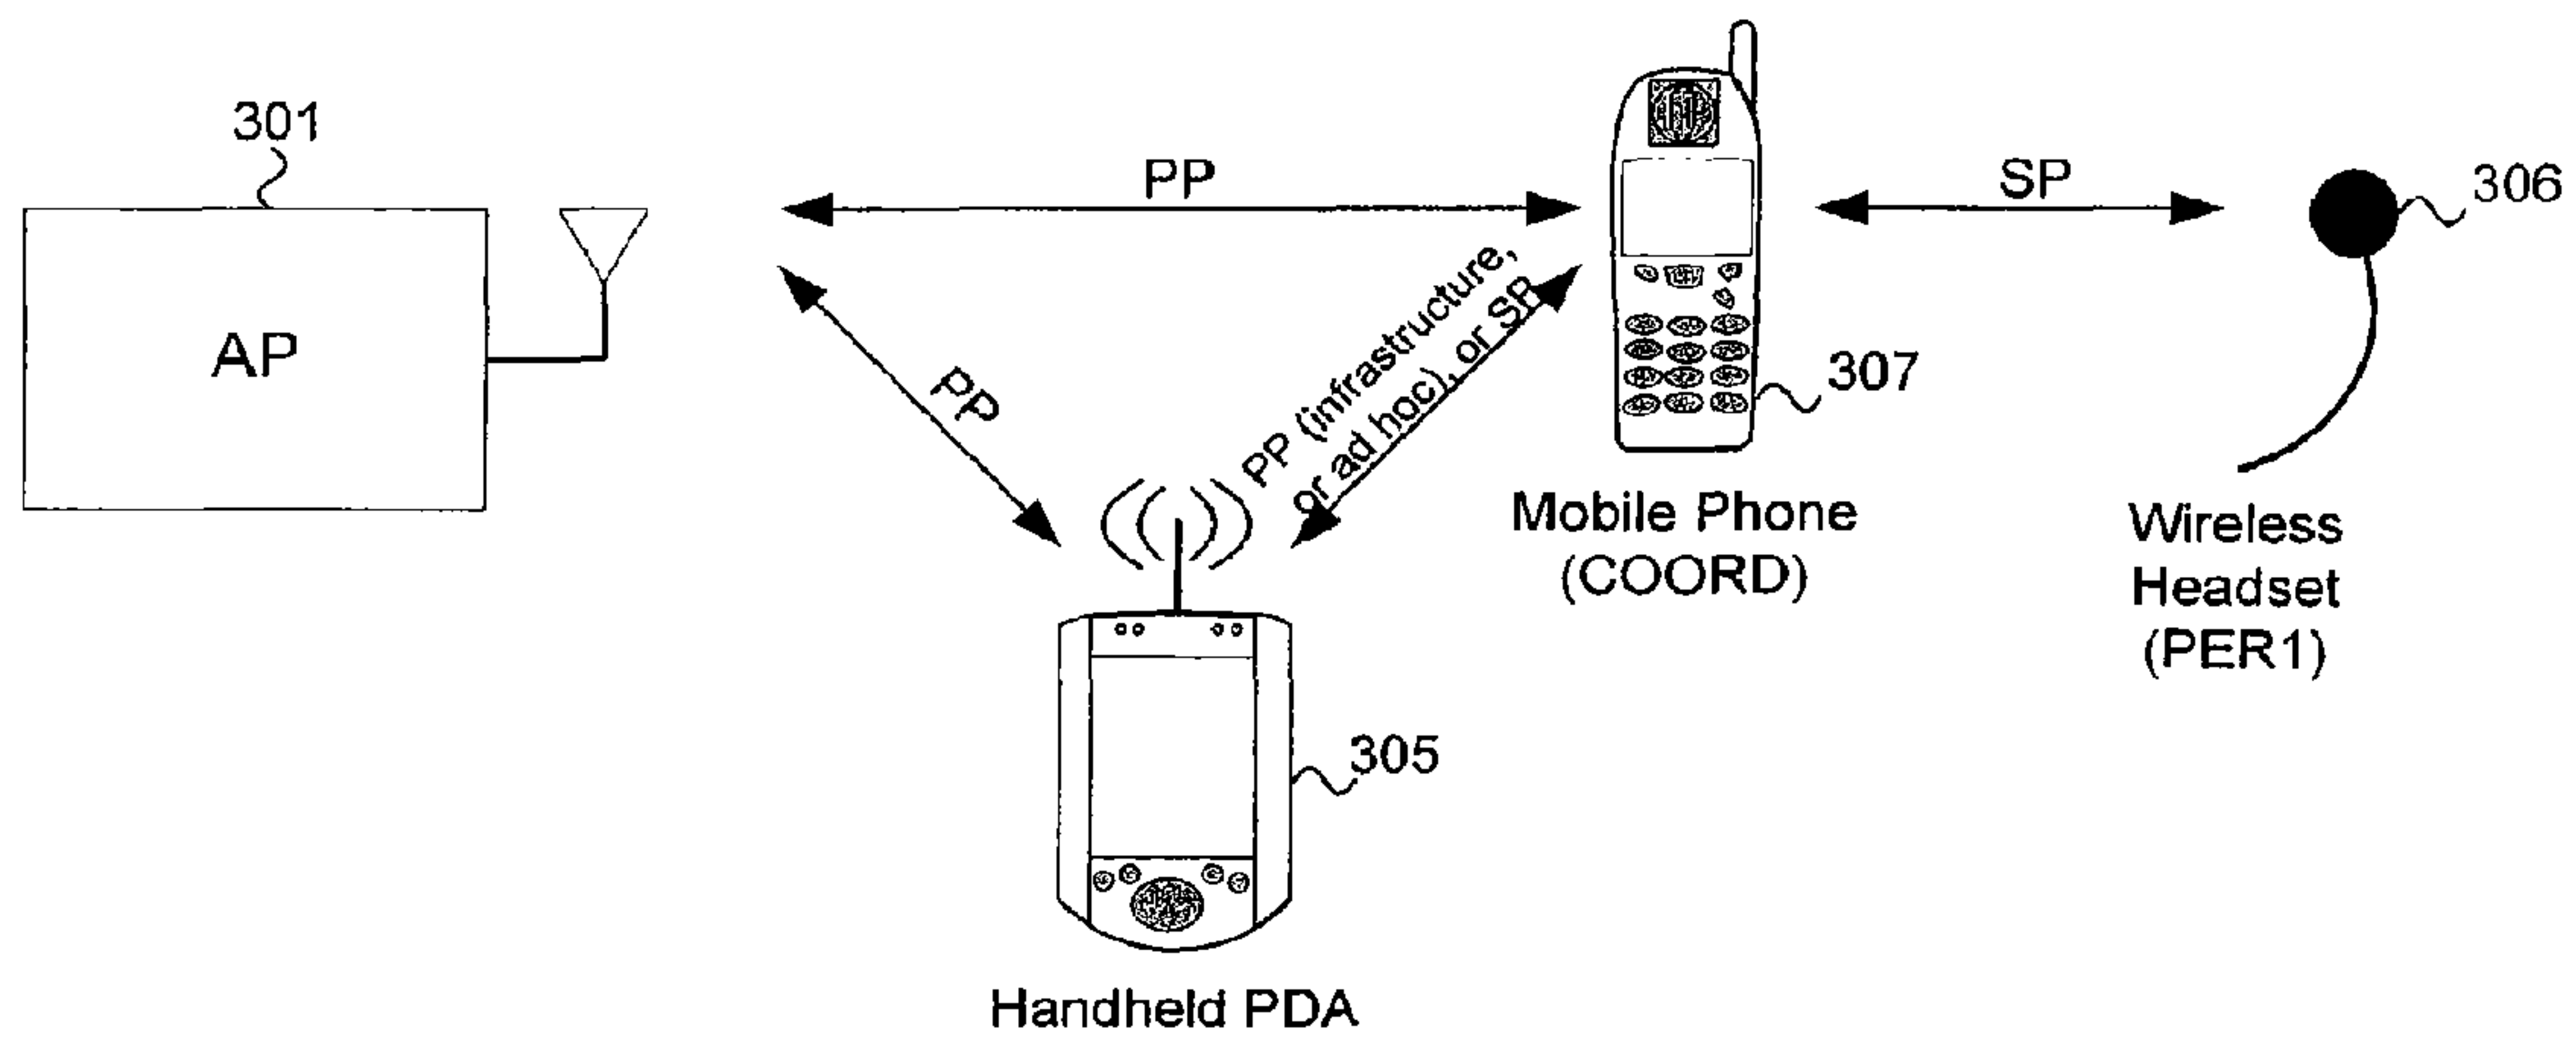 301
AP
PP
SP
306
PP
PP (infrastructure,
or ad hoc), or SP
307
Mobile Phone
(COORD)
Wireless
Headset
(PER1)
305
Handheld PDA